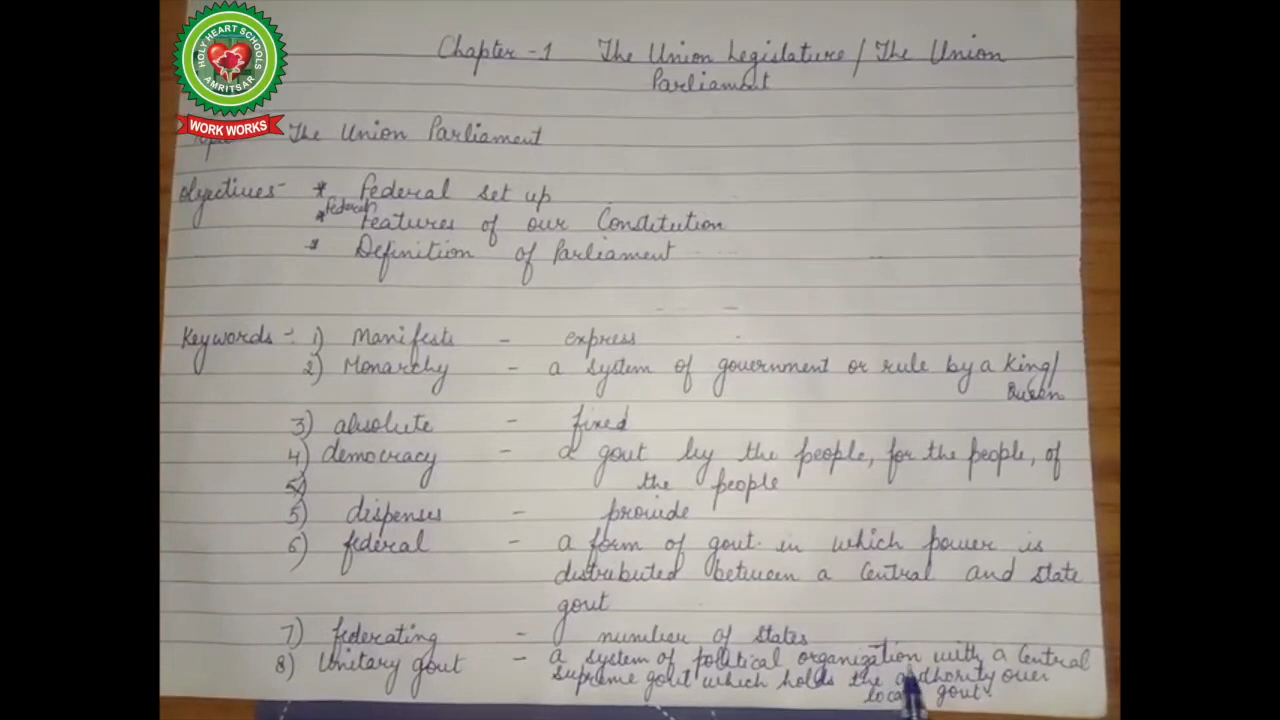 HOLY HEART SCHOOLS
AMRITSAR
WORK WORKS
Chapter - 1 The Union Legislature / The Union
Parliament
The Union Parliament
Objectives - * Federal set up
* Federal Features of our Constitution
* Definition of Parliament
Keywords :- 1) Manifests - express
2) Monarchy - a system of government or rule by a King/
Queen
3) absolute - fixed
4) democracy - a govt by the people, for the people, of
5) the people
5) dispenses - provide
6) federal - a form of govt. in which power is
distributed between a Central and state
govt
7) federating - number of states
8) Unitary govt - a system of political organization with a Central
Supreme govt which holds the authority over
local govt.